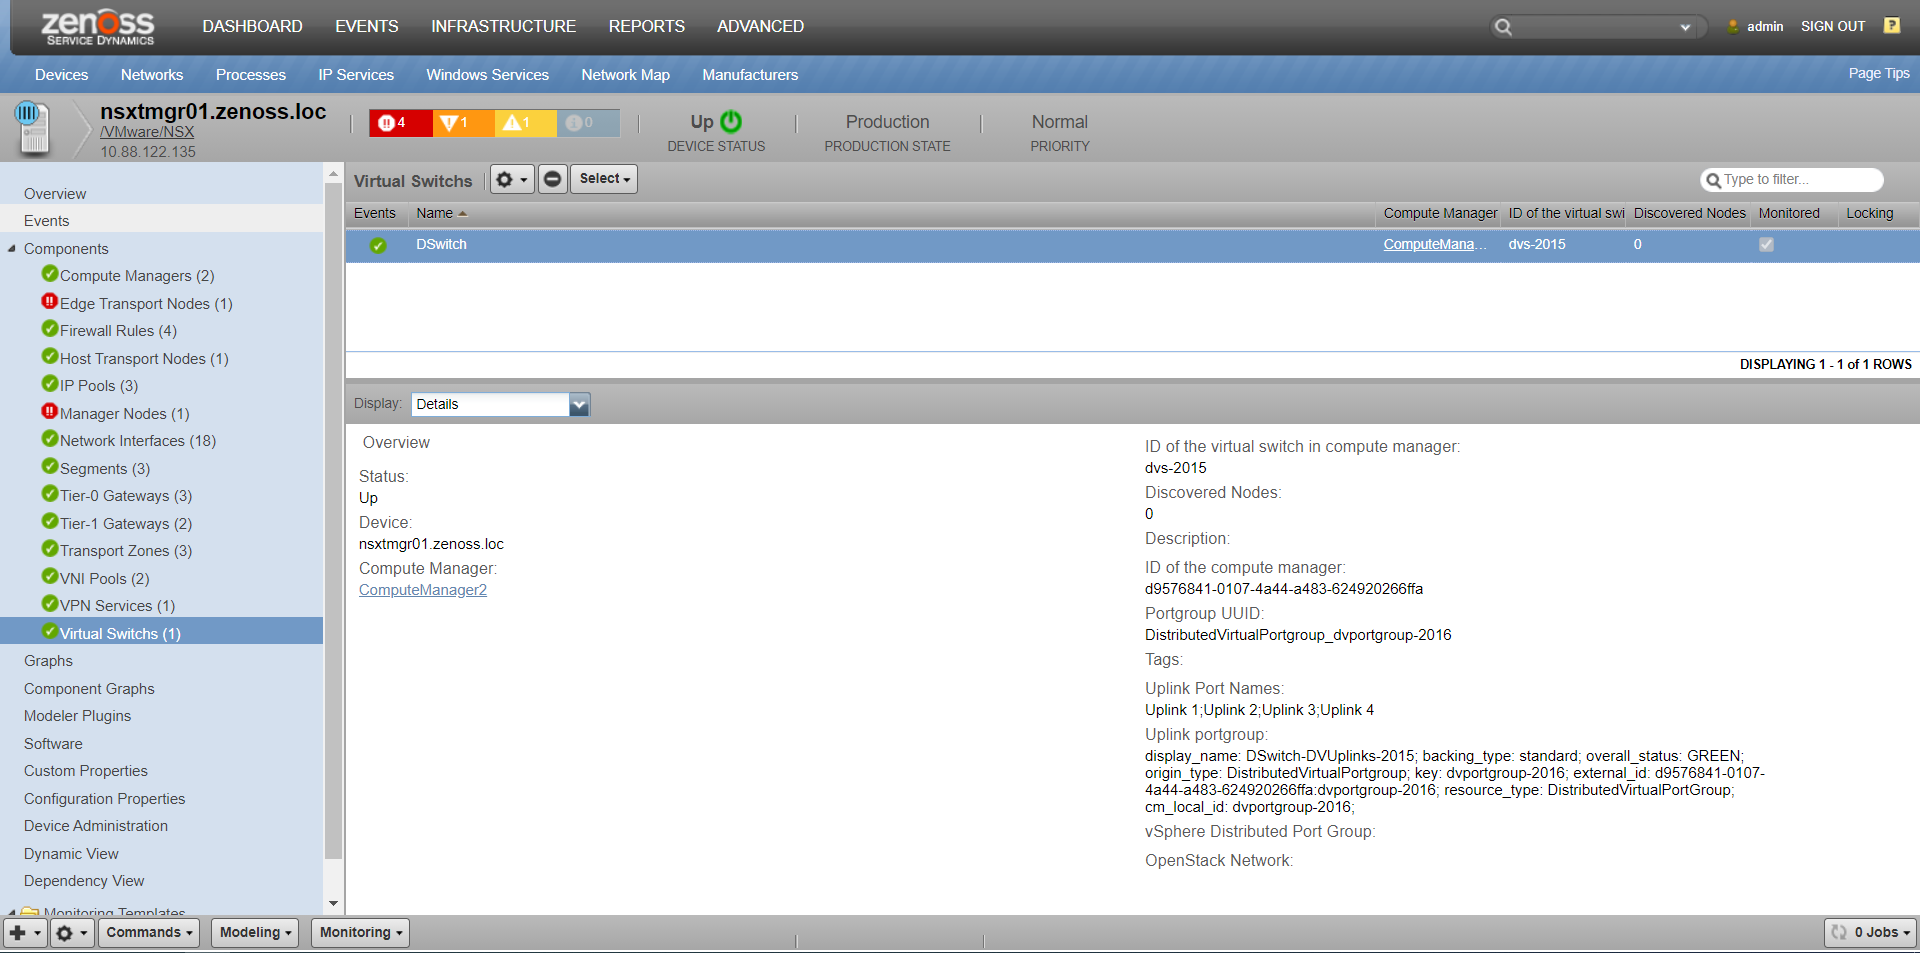 zenoss
SERVICE DYNAMICS
DASHBOARD EVENTS INFRASTRUCTURE REPORTS ADVANCED
admin SIGN OUT ?
Devices Networks Processes IP Services Windows Services Network Map Manufacturers Page Tips
nsxtmgr01.zenoss.loc
/VMware/NSX
10.88.122.135
4 1 1 0
Up
DEVICE STATUS
Production
PRODUCTION STATE
Normal
PRIORITY
Overview
Events
Components
Compute Managers (2)
Edge Transport Nodes (1)
Firewall Rules (4)
Host Transport Nodes (1)
IP Pools (3)
Manager Nodes (1)
Network Interfaces (18)
Segments (3)
Tier-0 Gateways (3)
Tier-1 Gateways (2)
Transport Zones (3)
VNI Pools (2)
VPN Services (1)
Virtual Switchs (1)
Graphs
Component Graphs
Modeler Plugins
Software
Custom Properties
Configuration Properties
Device Administration
Dynamic View
Dependency View
Monitoring Templates
Virtual Switchs Select Type to filter...
Events Name Compute Manager ID of the virtual swi Discovered Nodes Monitored Locking
DSwitch ComputeMana... dvs-2015 0
DISPLAYING 1 - 1 of 1 ROWS
Display: Details
Overview
Status:
Up
Device:
nsxtmgr01.zenoss.loc
Compute Manager:
ComputeManager2
ID of the virtual switch in compute manager:
dvs-2015
Discovered Nodes:
0
Description:
ID of the compute manager:
d9576841-0107-4a44-a483-624920266ffa
Portgroup UUID:
DistributedVirtualPortgroup_dvportgroup-2016
Tags:
Uplink Port Names:
Uplink 1;Uplink 2;Uplink 3;Uplink 4
Uplink portgroup:
display_name: DSwitch-DVUplinks-2015; backing_type: standard; overall_status: GREEN;
origin_type: DistributedVirtualPortgroup; key: dvportgroup-2016; external_id: d9576841-0107-
4a44-a483-624920266ffa:dvportgroup-2016; resource_type: DistributedVirtualPortGroup;
cm_local_id: dvportgroup-2016;
vSphere Distributed Port Group:
OpenStack Network:
Commands Modeling Monitoring 0 Jobs